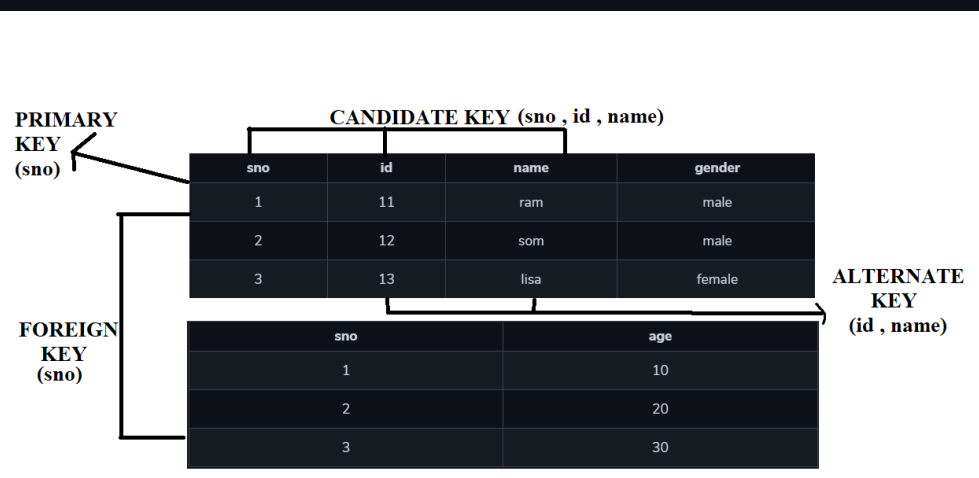 CANDIDATE KEY (sno , id , name)
PRIMARY
KEY
(sno)
sno id name gender
1 11 ram male
2 12 som male
3 13 lisa female
ALTERNATE
KEY
(id , name)
FOREIGN
KEY
(sno)
sno age
1 10
2 20
3 30